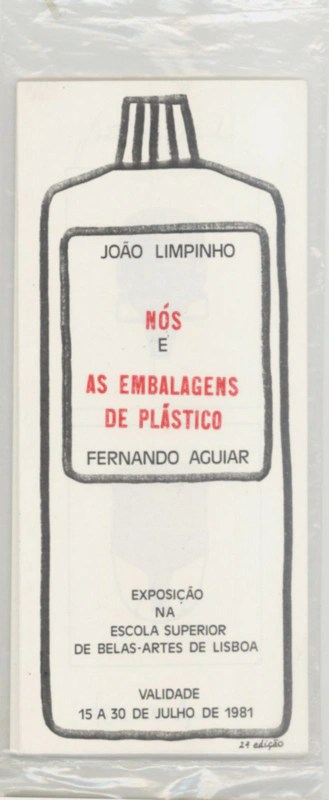 JOÃO LIMPINHO
NÓS
E
AS EMBALAGENS
DE PLÁSTICO
FERNANDO AGUIAR
EXPOSIÇÃO
NA
ESCOLA SUPERIOR
DE BELAS-ARTES DE LISBOA
VALIDADE
15 A 30 DE JULHO DE 1981
2ª edição